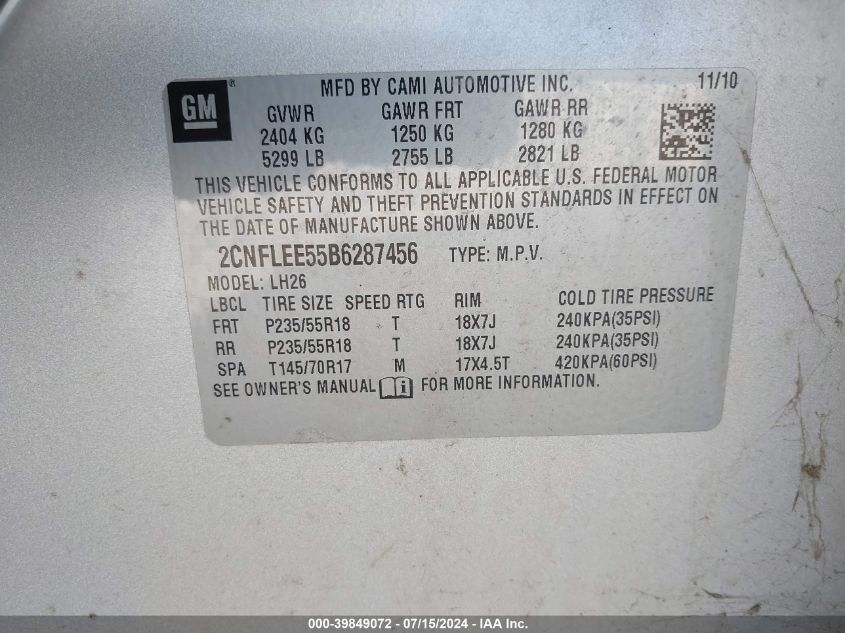 GM ® MFD BY CAMI AUTOMOTIVE INC. 11/10
GVWR GAWR FRT GAWR RR
2404 KG 1250 KG 1280 KG
5299 LB 2755 LB 2821 LB
THIS VEHICLE CONFORMS TO ALL APPLICABLE U.S. FEDERAL MOTOR
VEHICLE SAFETY AND THEFT PREVENTION STANDARDS IN EFFECT ON
THE DATE OF MANUFACTURE SHOWN ABOVE.
2CNFLEE55B6287456 TYPE: M.P.V.
MODEL: LH26
LBCL TIRE SIZE SPEED RTG RIM COLD TIRE PRESSURE
FRT P235/55R18 T 18X7J 240KPA(35PSI)
RR P235/55R18 T 18X7J 240KPA(35PSI)
SPA T145/70R17 M 17X4.5T 420KPA(60PSI)
SEE OWNER'S MANUAL i FOR MORE INFORMATION.
000-39849072 / 07/15/2024 - IAA Inc.